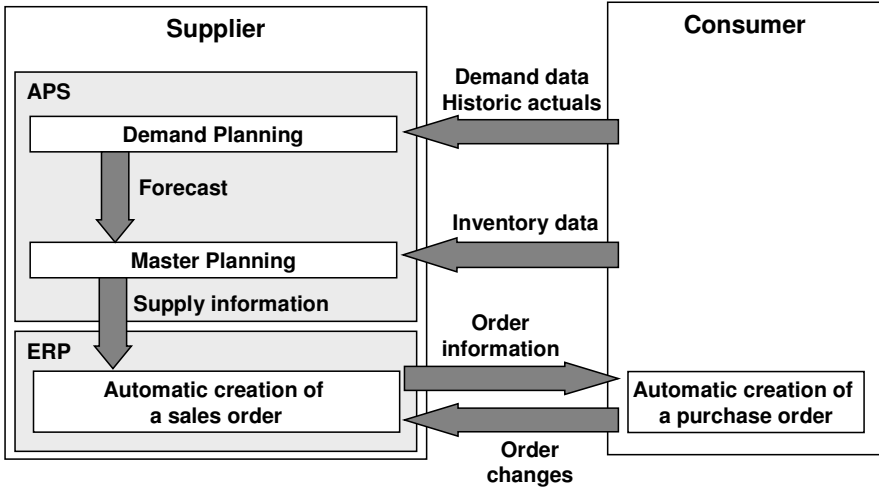 Supplier
APS
Demand Planning
Forecast
Master Planning
Supply information
ERP
Automatic creation of
a sales order
Demand data
Historic actuals
Inventory data
Order
information
Order
changes
Consumer
Automatic creation of
a purchase order